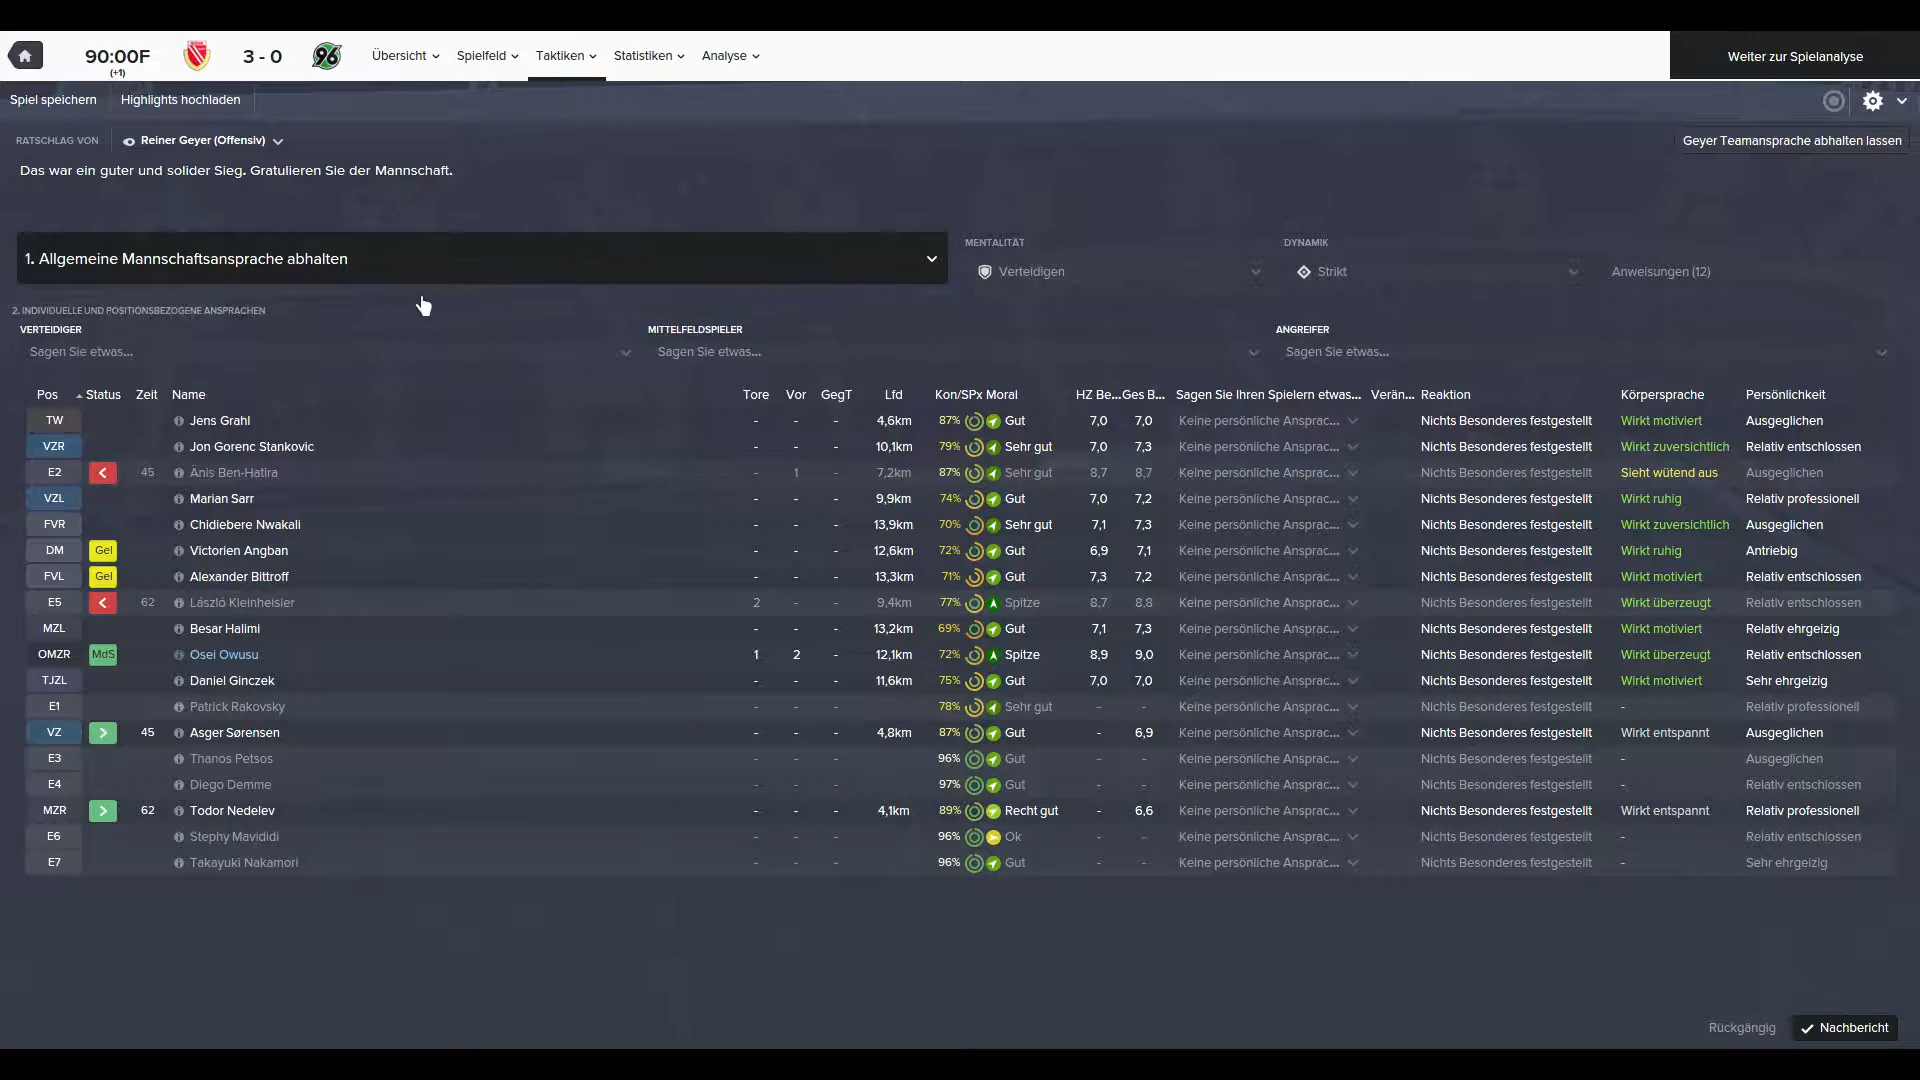 90:00F
(+1)
3 - 0
96
Übersicht
Spielfeld
Taktiken
Statistiken
Analyse
Weiter zur Spielanalyse
Spiel speichern
Highlights hochladen
RATSCHLAG VON
Reiner Geyer (Offensiv)
Geyer Teamansprache abhalten lassen
Das war ein guter und solider Sieg. Gratulieren Sie der Mannschaft.
1. Allgemeine Mannschaftsansprache abhalten
MENTALITÄT
Verteidigen
DYNAMIK
Strikt
Anweisungen (12)
2. INDIVIDUELLE UND POSITIONSBEZOGENE ANSPRACHEN
VERTEIDIGER MITTELFELDSPIELER ANGREIFER
Sagen Sie etwas... Sagen Sie etwas... Sagen Sie etwas...
Pos Status Zeit Name Tore Vor GegT Lfd Kon/SPx Moral HZ Be... Ges B... Sagen Sie Ihren Spielern etwas... Verän... Reaktion Körpersprache Persönlichkeit
TW Jens Grahl - - - 4,6km 87% Gut 7,0 7,0 Keine persönliche Ansprac... Nichts Besonderes festgestellt Wirkt motiviert Ausgeglichen
VZR Jon Gorenc Stankovic - - - 10,1km 79% Sehr gut 7,0 7,3 Keine persönliche Ansprac... Nichts Besonderes festgestellt Wirkt zuversichtlich Relativ entschlossen
E2 45 Änis Ben-Hatira - 1 - 7,2km 87% Sehr gut 8,7 8,7 Keine persönliche Ansprac... Nichts Besonderes festgestellt Sieht wütend aus Ausgeglichen
VZL Marian Sarr - - - 9,9km 74% Gut 7,0 7,2 Keine persönliche Ansprac... Nichts Besonderes festgestellt Wirkt ruhig Relativ professionell
FVR Chidiebere Nwakali - - - 13,9km 70% Sehr gut 7,1 7,3 Keine persönliche Ansprac... Nichts Besonderes festgestellt Wirkt zuversichtlich Ausgeglichen
DM Gel Victorien Angban - - - 12,6km 72% Gut 6,9 7,1 Keine persönliche Ansprac... Nichts Besonderes festgestellt Wirkt ruhig Antriebig
FVL Gel Alexander Bittroff - - - 13,3km 71% Gut 7,3 7,2 Keine persönliche Ansprac... Nichts Besonderes festgestellt Wirkt motiviert Relativ entschlossen
E5 62 László Kleinheisler 2 - - 9,4km 77% Spitze 8,7 8,8 Keine persönliche Ansprac... Nichts Besonderes festgestellt Wirkt überzeugt Relativ entschlossen
MZL Besar Halimi - - - 13,2km 69% Gut 7,1 7,3 Keine persönliche Ansprac... Nichts Besonderes festgestellt Wirkt motiviert Relativ ehrgeizig
OMZR MdS Osei Owusu 1 2 - 12,1km 72% Spitze 8,9 9,0 Keine persönliche Ansprac... Nichts Besonderes festgestellt Wirkt überzeugt Relativ entschlossen
TJZL Daniel Ginczek - - - 11,6km 75% Gut 7,0 7,0 Keine persönliche Ansprac... Nichts Besonderes festgestellt Wirkt motiviert Sehr ehrgeizig
E1 Patrick Rakovsky - - - 78% Sehr gut - - Keine persönliche Ansprac... Nichts Besonderes festgestellt - Relativ professionell
VZ 45 Asger Sørensen - - - 4,8km 87% Gut - 6,9 Keine persönliche Ansprac... Nichts Besonderes festgestellt Wirkt entspannt Ausgeglichen
E3 Thanos Petsos - - - 96% Gut - - Keine persönliche Ansprac... Nichts Besonderes festgestellt - Ausgeglichen
E4 Diego Demme - - - 97% Gut - - Keine persönliche Ansprac... Nichts Besonderes festgestellt - Relativ entschlossen
MZR 62 Todor Nedelev - - - 4,1km 89% Recht gut - 6,6 Keine persönliche Ansprac... Nichts Besonderes festgestellt Wirkt entspannt Relativ professionell
E6 Stephy Mavididi - - - 96% Ok - - Keine persönliche Ansprac... Nichts Besonderes festgestellt - Relativ entschlossen
E7 Takayuki Nakamori - - - 96% Gut - - Keine persönliche Ansprac... Nichts Besonderes festgestellt - Sehr ehrgeizig
Rückgängig
Nachbericht